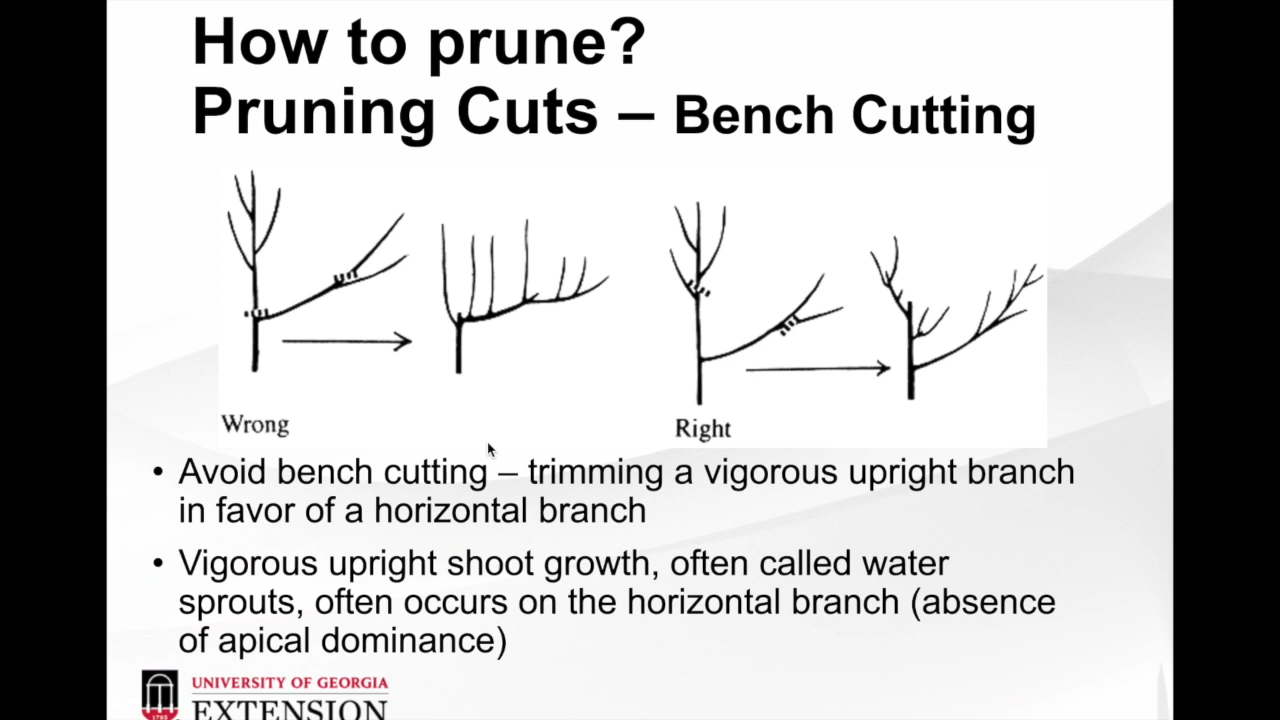 How to prune?
Pruning Cuts – Bench Cutting
Wrong
Right
• Avoid bench cutting – trimming a vigorous upright branch
in favor of a horizontal branch
• Vigorous upright shoot growth, often called water
sprouts, often occurs on the horizontal branch (absence
of apical dominance)
UNIVERSITY OF GEORGIA
EXTENSION